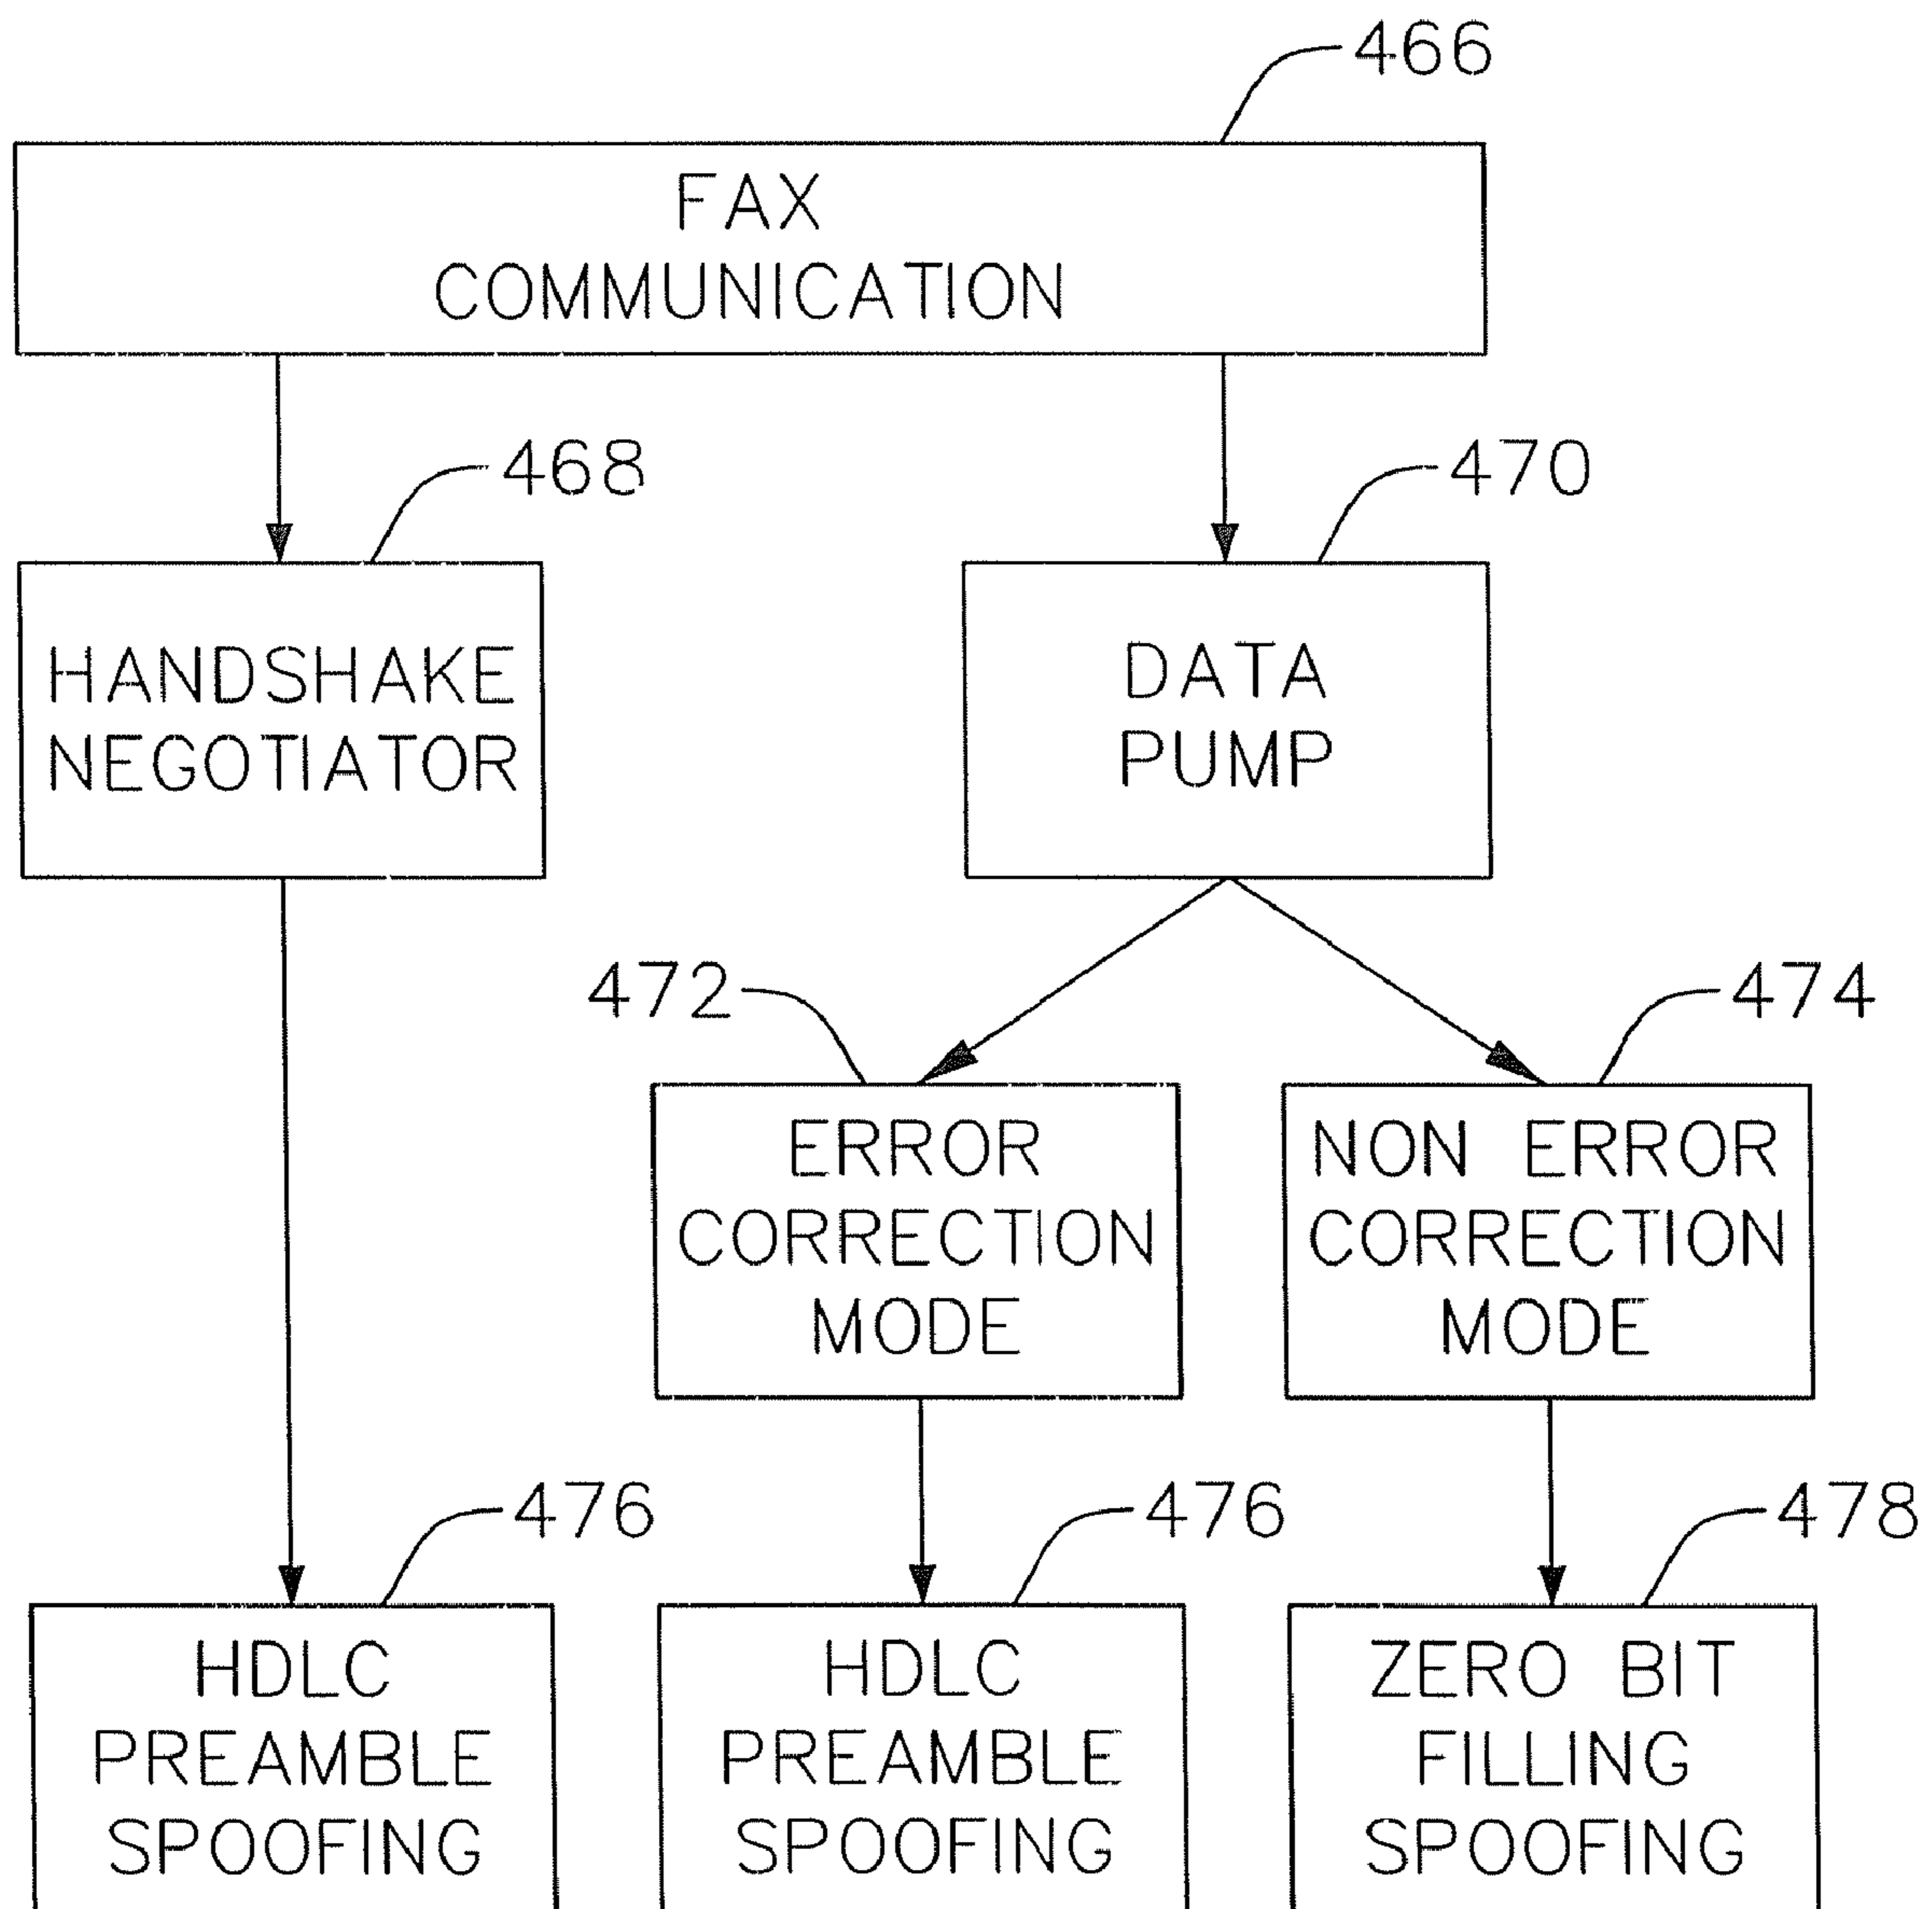 466
FAX
COMMUNICATION
468
470
HANDSHAKE
NEGOTIATOR
DATA
PUMP
472
474
ERROR
CORRECTION
MODE
NON ERROR
CORRECTION
MODE
476
476
478
HDLC
PREAMBLE
SPOOFING
HDLC
PREAMBLE
SPOOFING
ZERO BIT
FILLING
SPOOFING